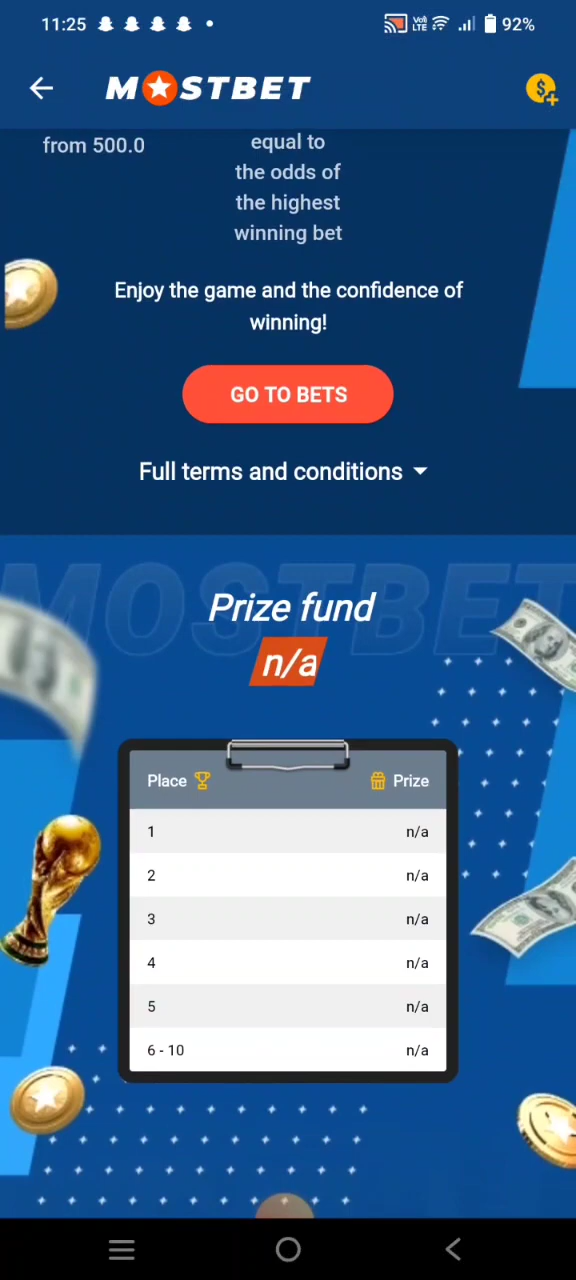 11:25
Vo)
LTE
92%
MOSTBET
from 500.0
equal to
the odds of
the highest
winning bet
Enjoy the game and the confidence of
winning!
GO TO BETS
Full terms and conditions
MOSTBET
Prize fund
n/a
Place Prize
1 n/a
2 n/a
3 n/a
4 n/a
5 n/a
6 - 10 n/a